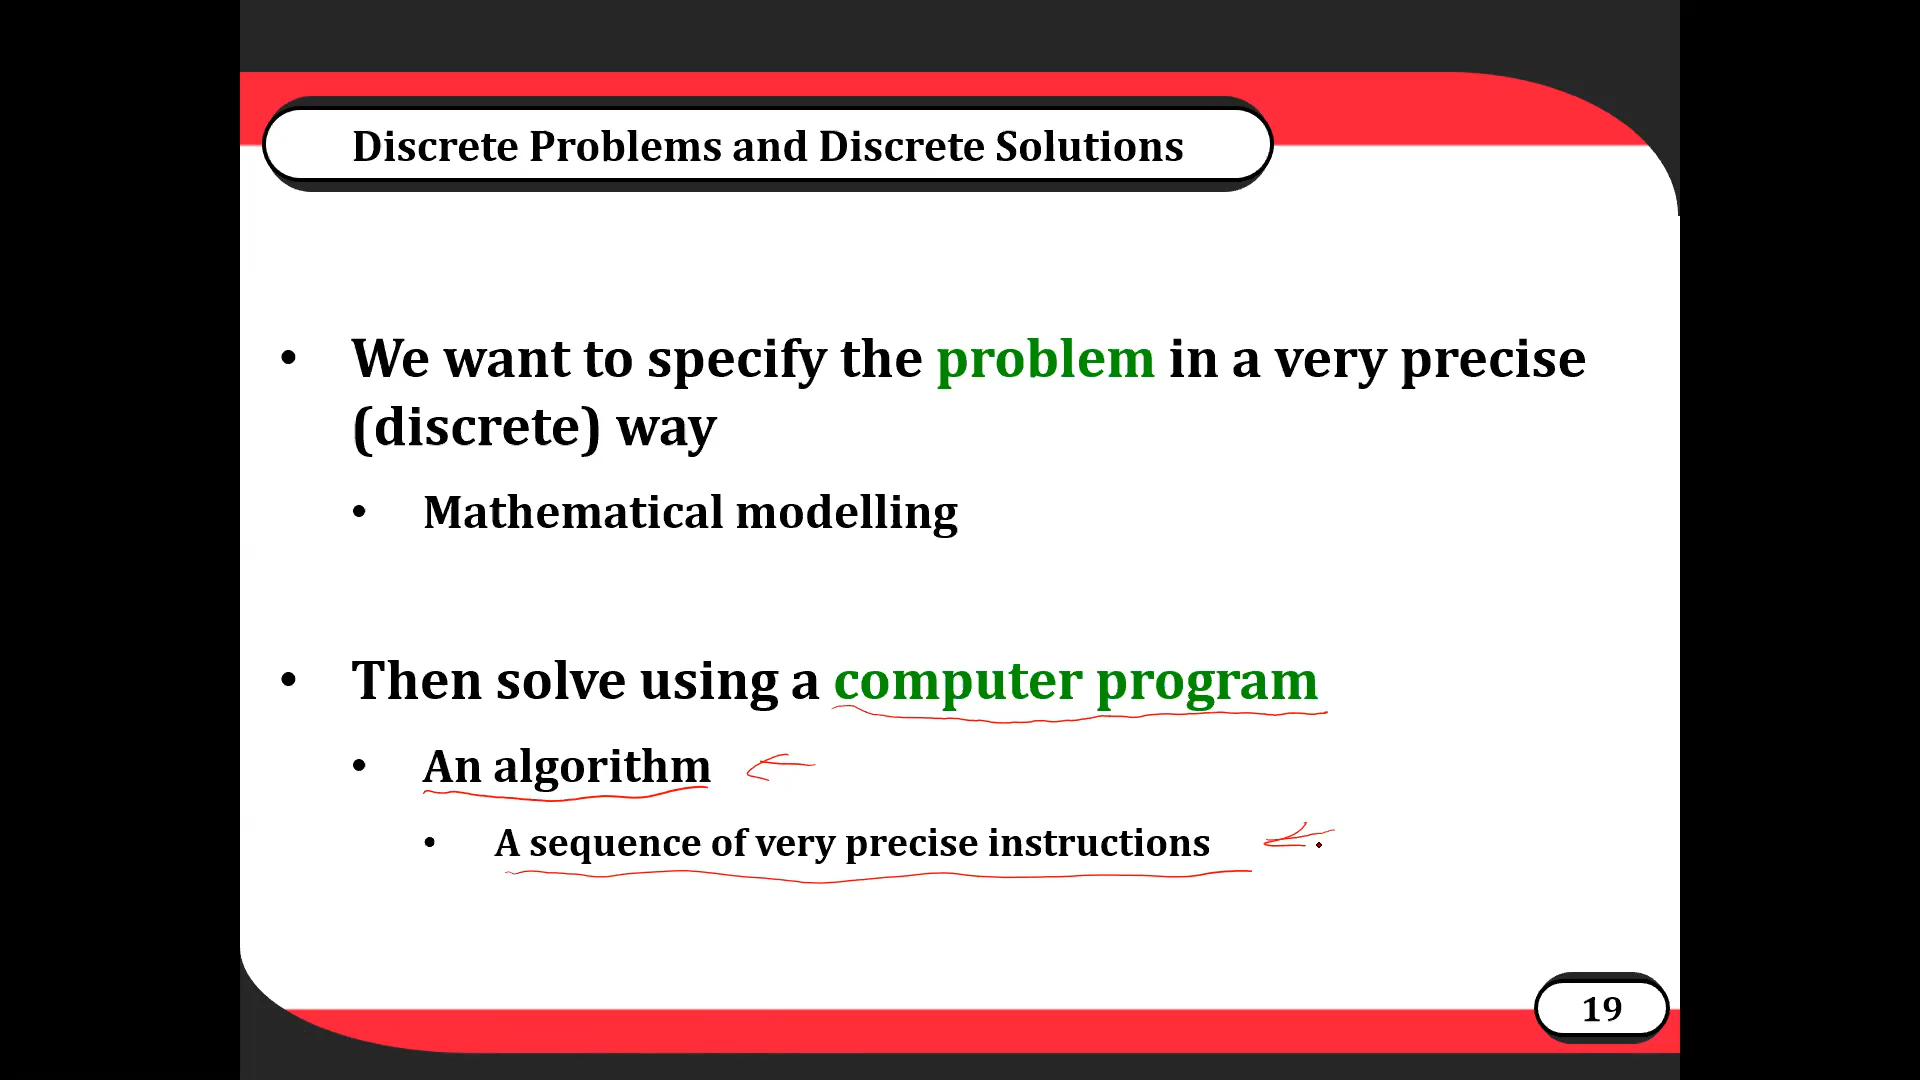 Discrete Problems and Discrete Solutions
• We want to specify the problem in a very precise
(discrete) way
• Mathematical modelling
• Then solve using a computer program
• An algorithm
• A sequence of very precise instructions
19